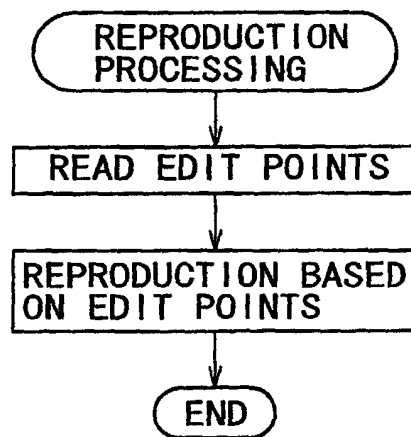 REPRODUCTION
PROCESSING
READ EDIT POINTS
REPRODUCTION BASED
ON EDIT POINTS
END